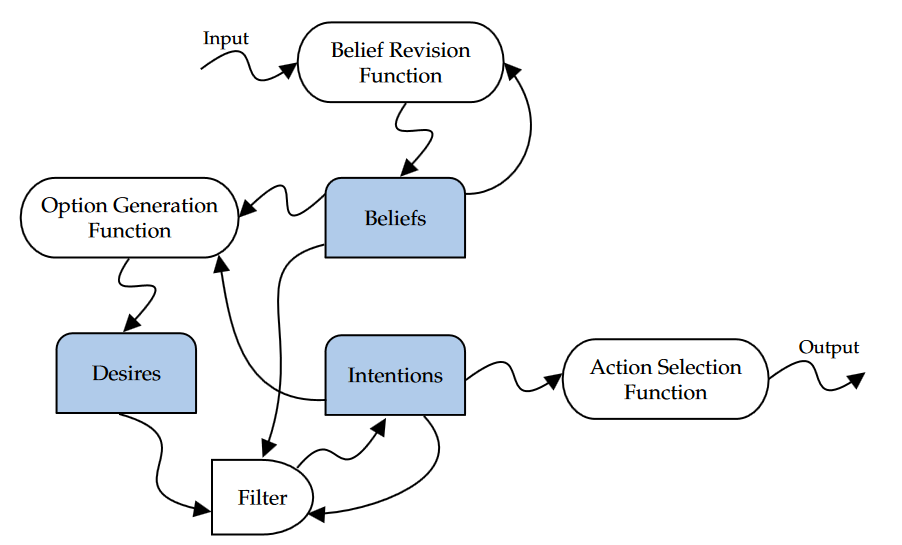 Input
Belief Revision
Function
Option Generation
Function
Beliefs
Desires
Intentions
Action Selection
Function
Output
Filter